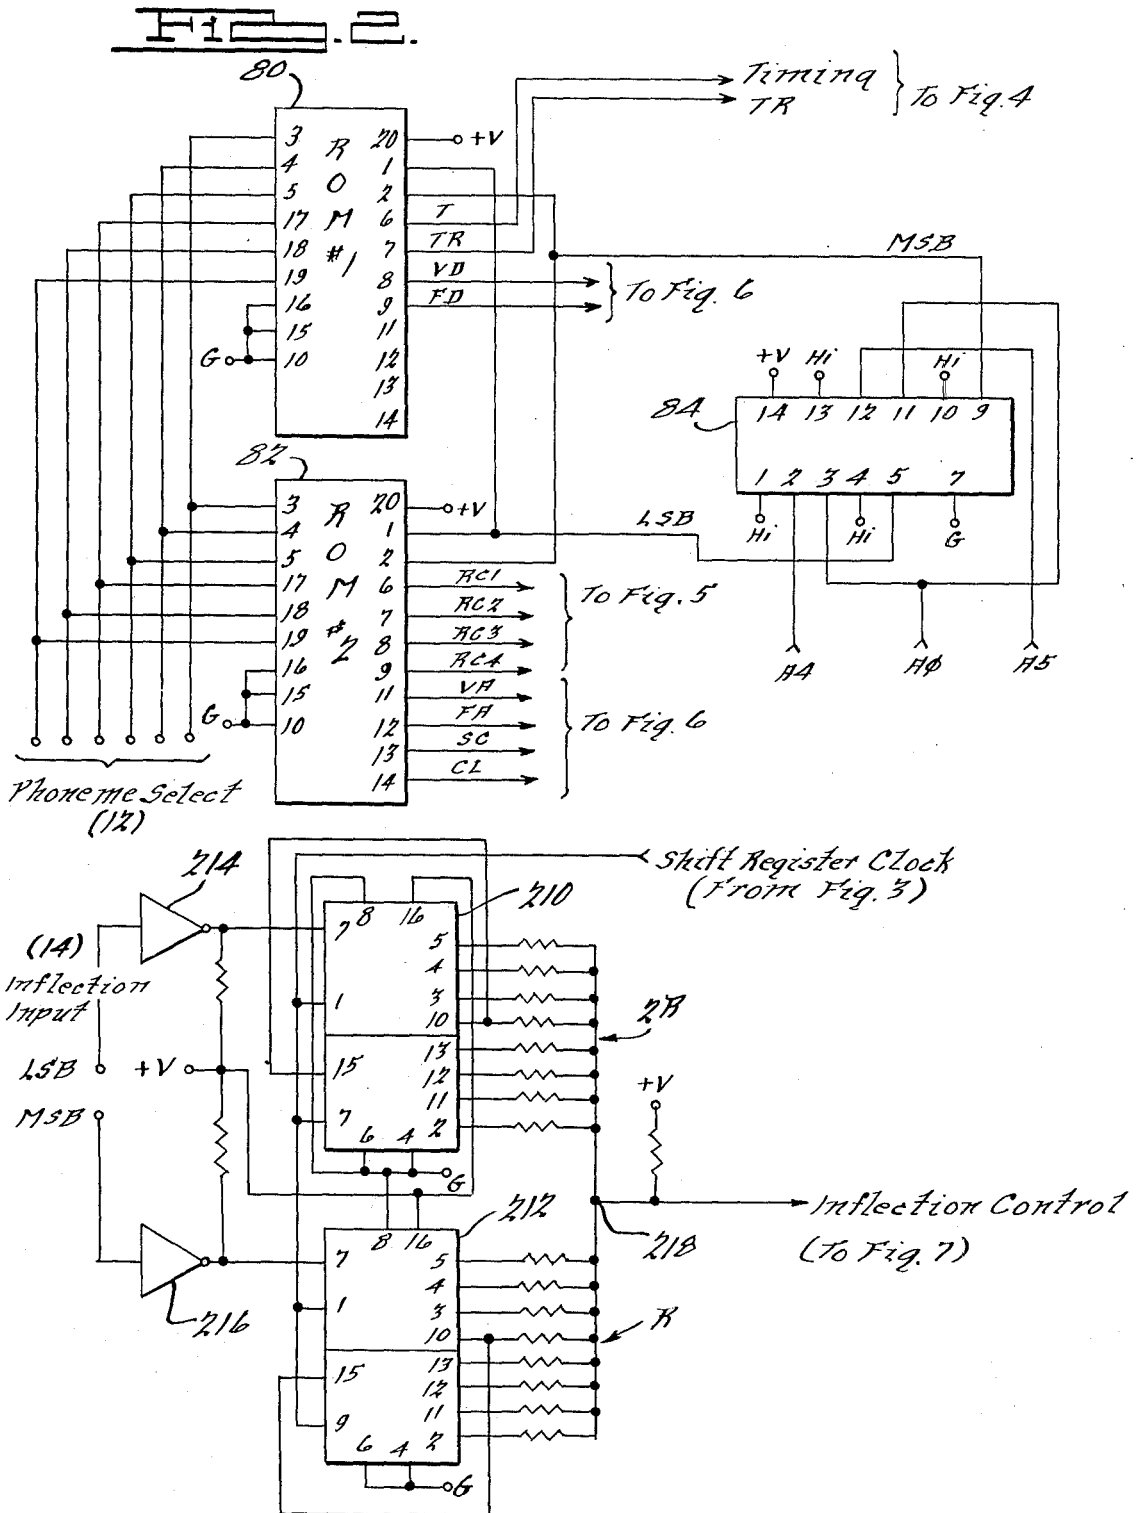 FIG. 2.
80
Timing
TR
To Fig. 4
3
4
5
17
18
19
16
15
10
R
O
M
#1
20
1
2
6
7
8
9
11
12
13
14
+V
T
TR
VD
FD
To Fig. 6
G
MSB
84
+V
Hi
Hi
14 13 12 11 10 9
1 2 3 4 5 7
Hi
Hi
G
LSB
A4
AØ
A5
82
3
4
5
17
18
19
16
15
10
R
O
M
#2
20
1
2
6
7
8
9
11
12
13
14
+V
RC1
RC2
RC3
RC4
To Fig. 5
VA
FA
SC
CL
To Fig. 6
G
Phoneme Select
(12)
214
Shift Register Clock
(From Fig. 3)
210
(14)
Inflection
Input
LSB
+V
MSB
8 16
7
1
15
7
6 4
5
4
3
10
13
12
11
2
G
2R
+V
Inflection Control
(To Fig. 7)
218
212
216
8 16
7
1
15
9
6 4
5
4
3
10
13
12
11
2
R
G